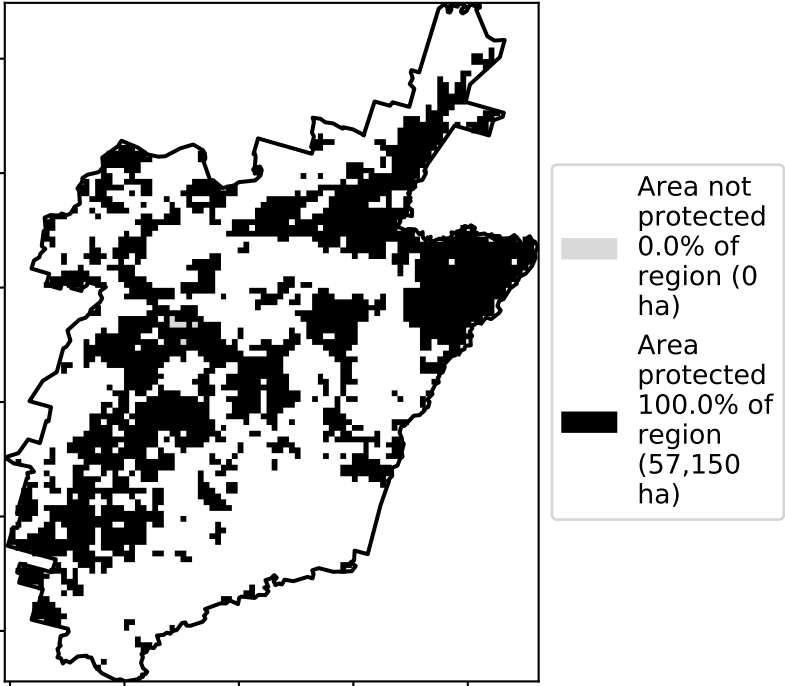 Area not
protected
0.0% of
region (0
ha)
Area
protected
100.0% of
region
(57,150
ha)